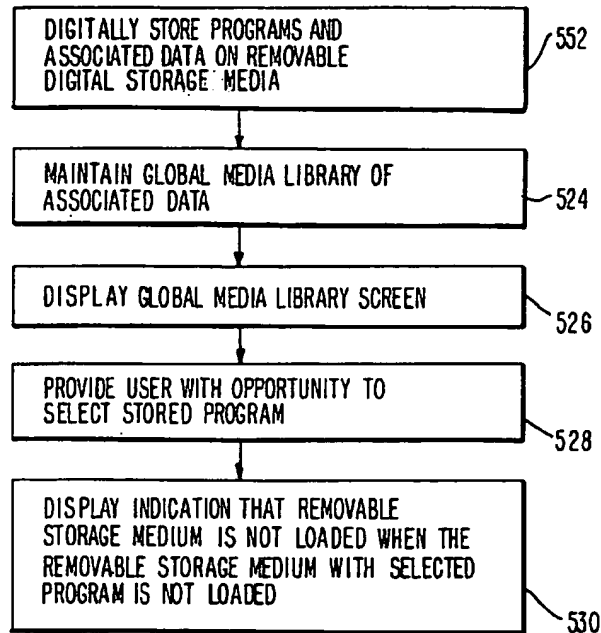 DIGITALLY STORE PROGRAMS AND
ASSOCIATED DATA ON REMOVABLE
DIGITAL STORAGE MEDIA
552
MAINTAIN GLOBAL MEDIA LIBRARY OF
ASSOCIATED DATA
524
DISPLAY GLOBAL MEDIA LIBRARY SCREEN
526
PROVIDE USER WITH OPPORTUNITY TO
SELECT STORED PROGRAM
528
DISPLAY INDICATION THAT REMOVABLE
STORAGE MEDIUM IS NOT LOADED WHEN THE
REMOVABLE STORAGE MEDIUM WITH SELECTED
PROGRAM IS NOT LOADED
530